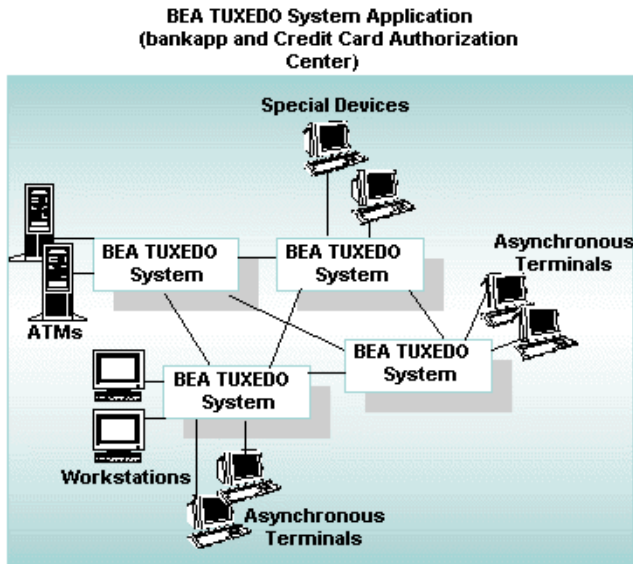 BEA TUXEDO System Application
(bankapp and Credit Card Authorization
Center)
Special Devices
BEA TUXEDO
System
BEA TUXEDO
System
Asynchronous
Terminals
ATMs
BEA TUXEDO
System
BEA TUXEDO
System
Workstations
Asynchronous
Terminals